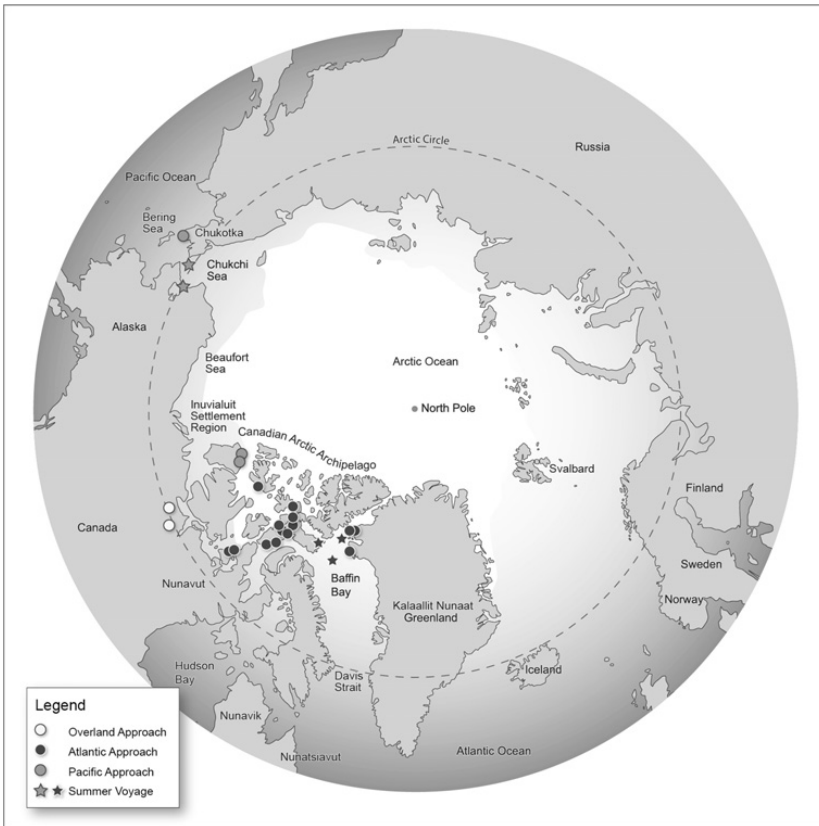 Arctic Circle
Russia
Pacific Ocean
Bering
Sea
Chukotka
Chukchi
Sea
Alaska
Beaufort
Sea
Arctic Ocean
North Pole
Inuvialuit
Settlement
Region
Canadian Arctic Archipelago
Svalbard
Finland
Canada
Sweden
Nunavut
Baffin
Bay
Kalaallit Nunaat
Greenland
Norway
Hudson
Bay
Davis
Strait
Iceland
Nunavik
Nunatsiavut
Atlantic Ocean
Legend
Overland Approach
Atlantic Approach
Pacific Approach
Summer Voyage